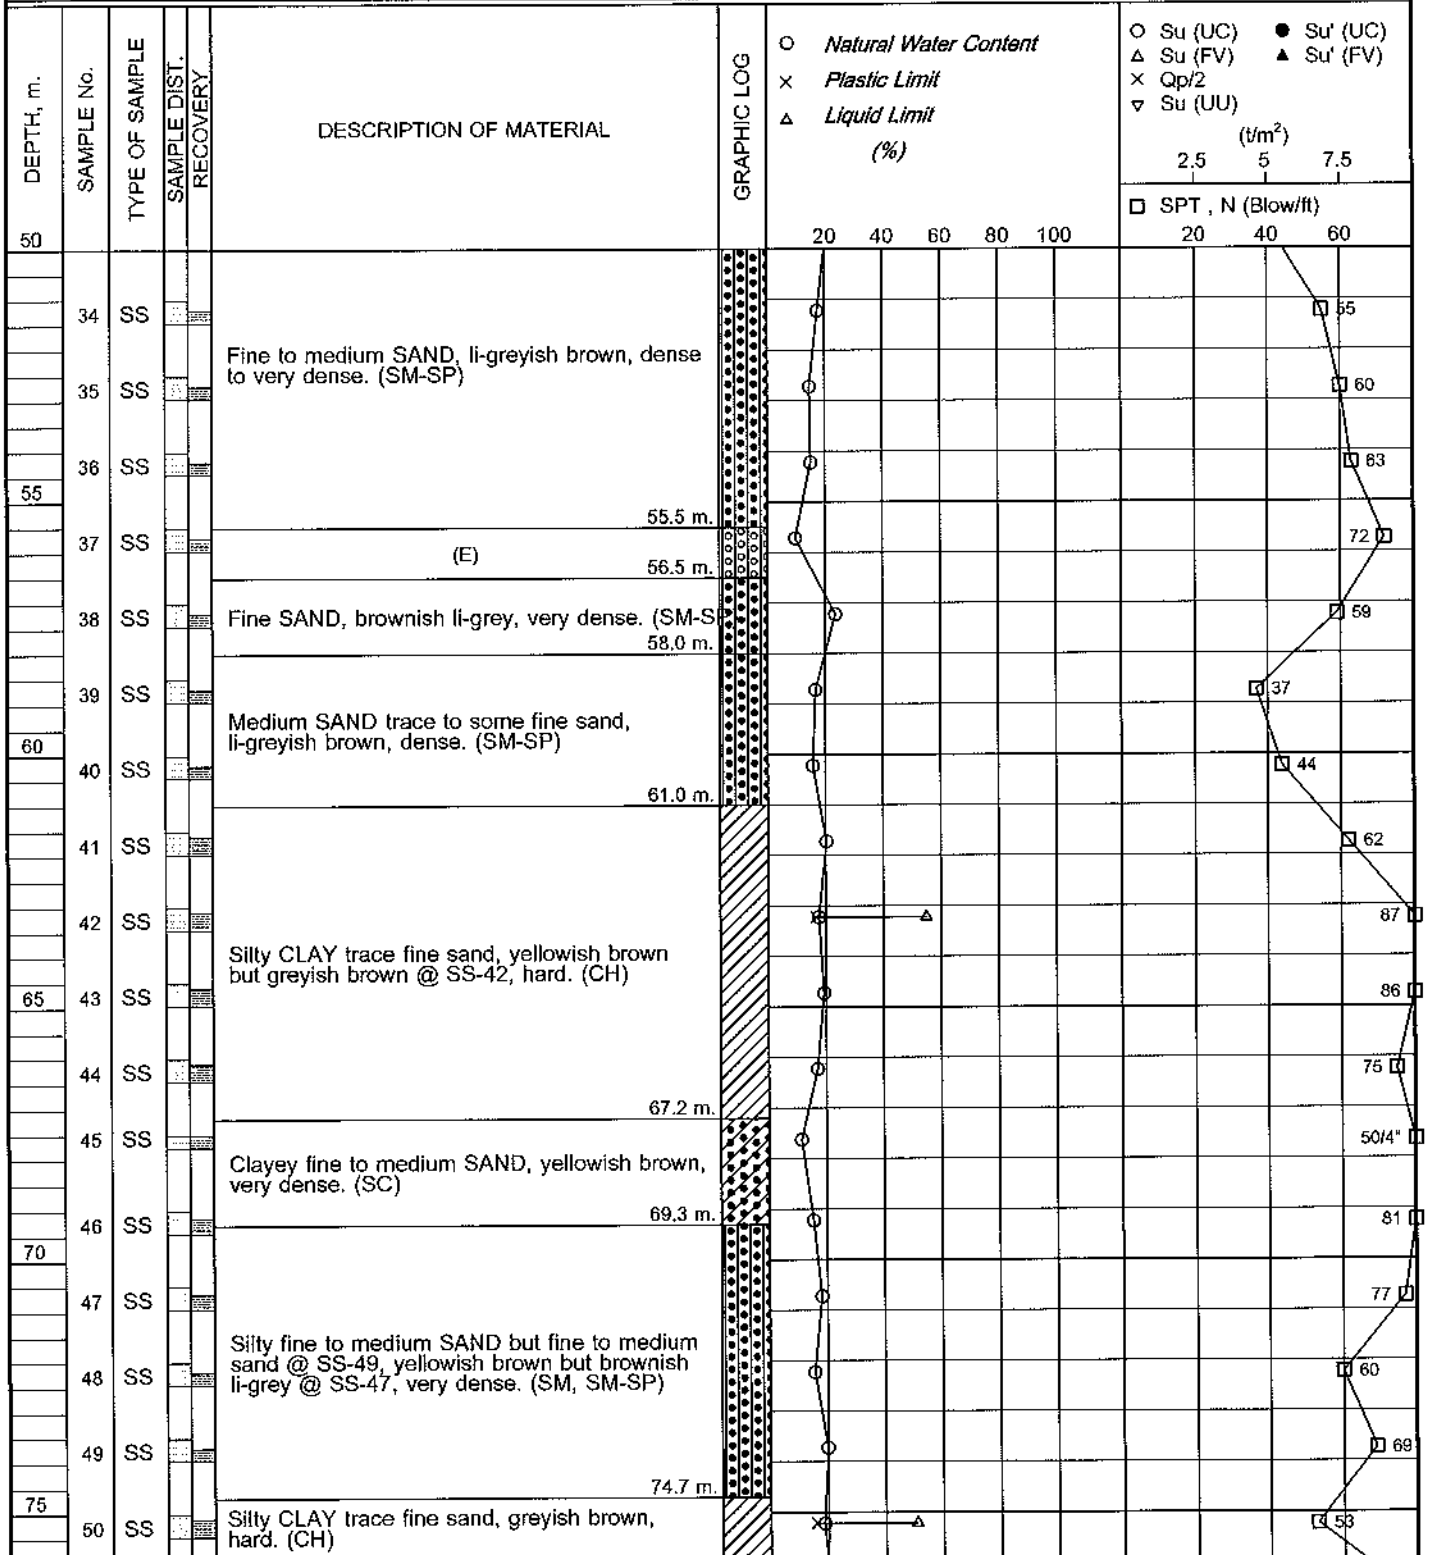 DEPTH, m.
SAMPLE No.
TYPE OF SAMPLE
SAMPLE DIST.
RECOVERY
DESCRIPTION OF MATERIAL
GRAPHIC LOG
Natural Water Content
Plastic Limit
Liquid Limit
(%)
Su (UC) Su' (UC)
Su (FV) Su' (FV)
Qp/2
Su (UU)
(t/m²)
2.5 5 7.5
SPT , N (Blow/ft)
50 20 40 60 80 100 20 40 60
34 SS 55
Fine to medium SAND, li-greyish brown, dense
to very dense. (SM-SP)
35 SS 60
36 SS 63
55
55.5 m.
37 SS (E) 72
56.5 m.
38 SS Fine SAND, brownish li-grey, very dense. (SM-SP 59
58.0 m.
39 SS 37
Medium SAND trace to some fine sand,
li-greyish brown, dense. (SM-SP)
60
40 SS 44
61.0 m.
41 SS 62
42 SS 87
Silty CLAY trace fine sand, yellowish brown
but greyish brown @ SS-42, hard. (CH)
65 43 SS 86
44 SS 75
67.2 m.
45 SS 50/4"
Clayey fine to medium SAND, yellowish brown,
very dense. (SC)
69.3 m.
46 SS 81
70
47 SS 77
Silty fine to medium SAND but fine to medium
sand @ SS-49, yellowish brown but brownish
li-grey @ SS-47, very dense. (SM, SM-SP)
48 SS 60
49 SS 69
74.7 m.
75
Silty CLAY trace fine sand, greyish brown,
hard. (CH)
50 SS 53